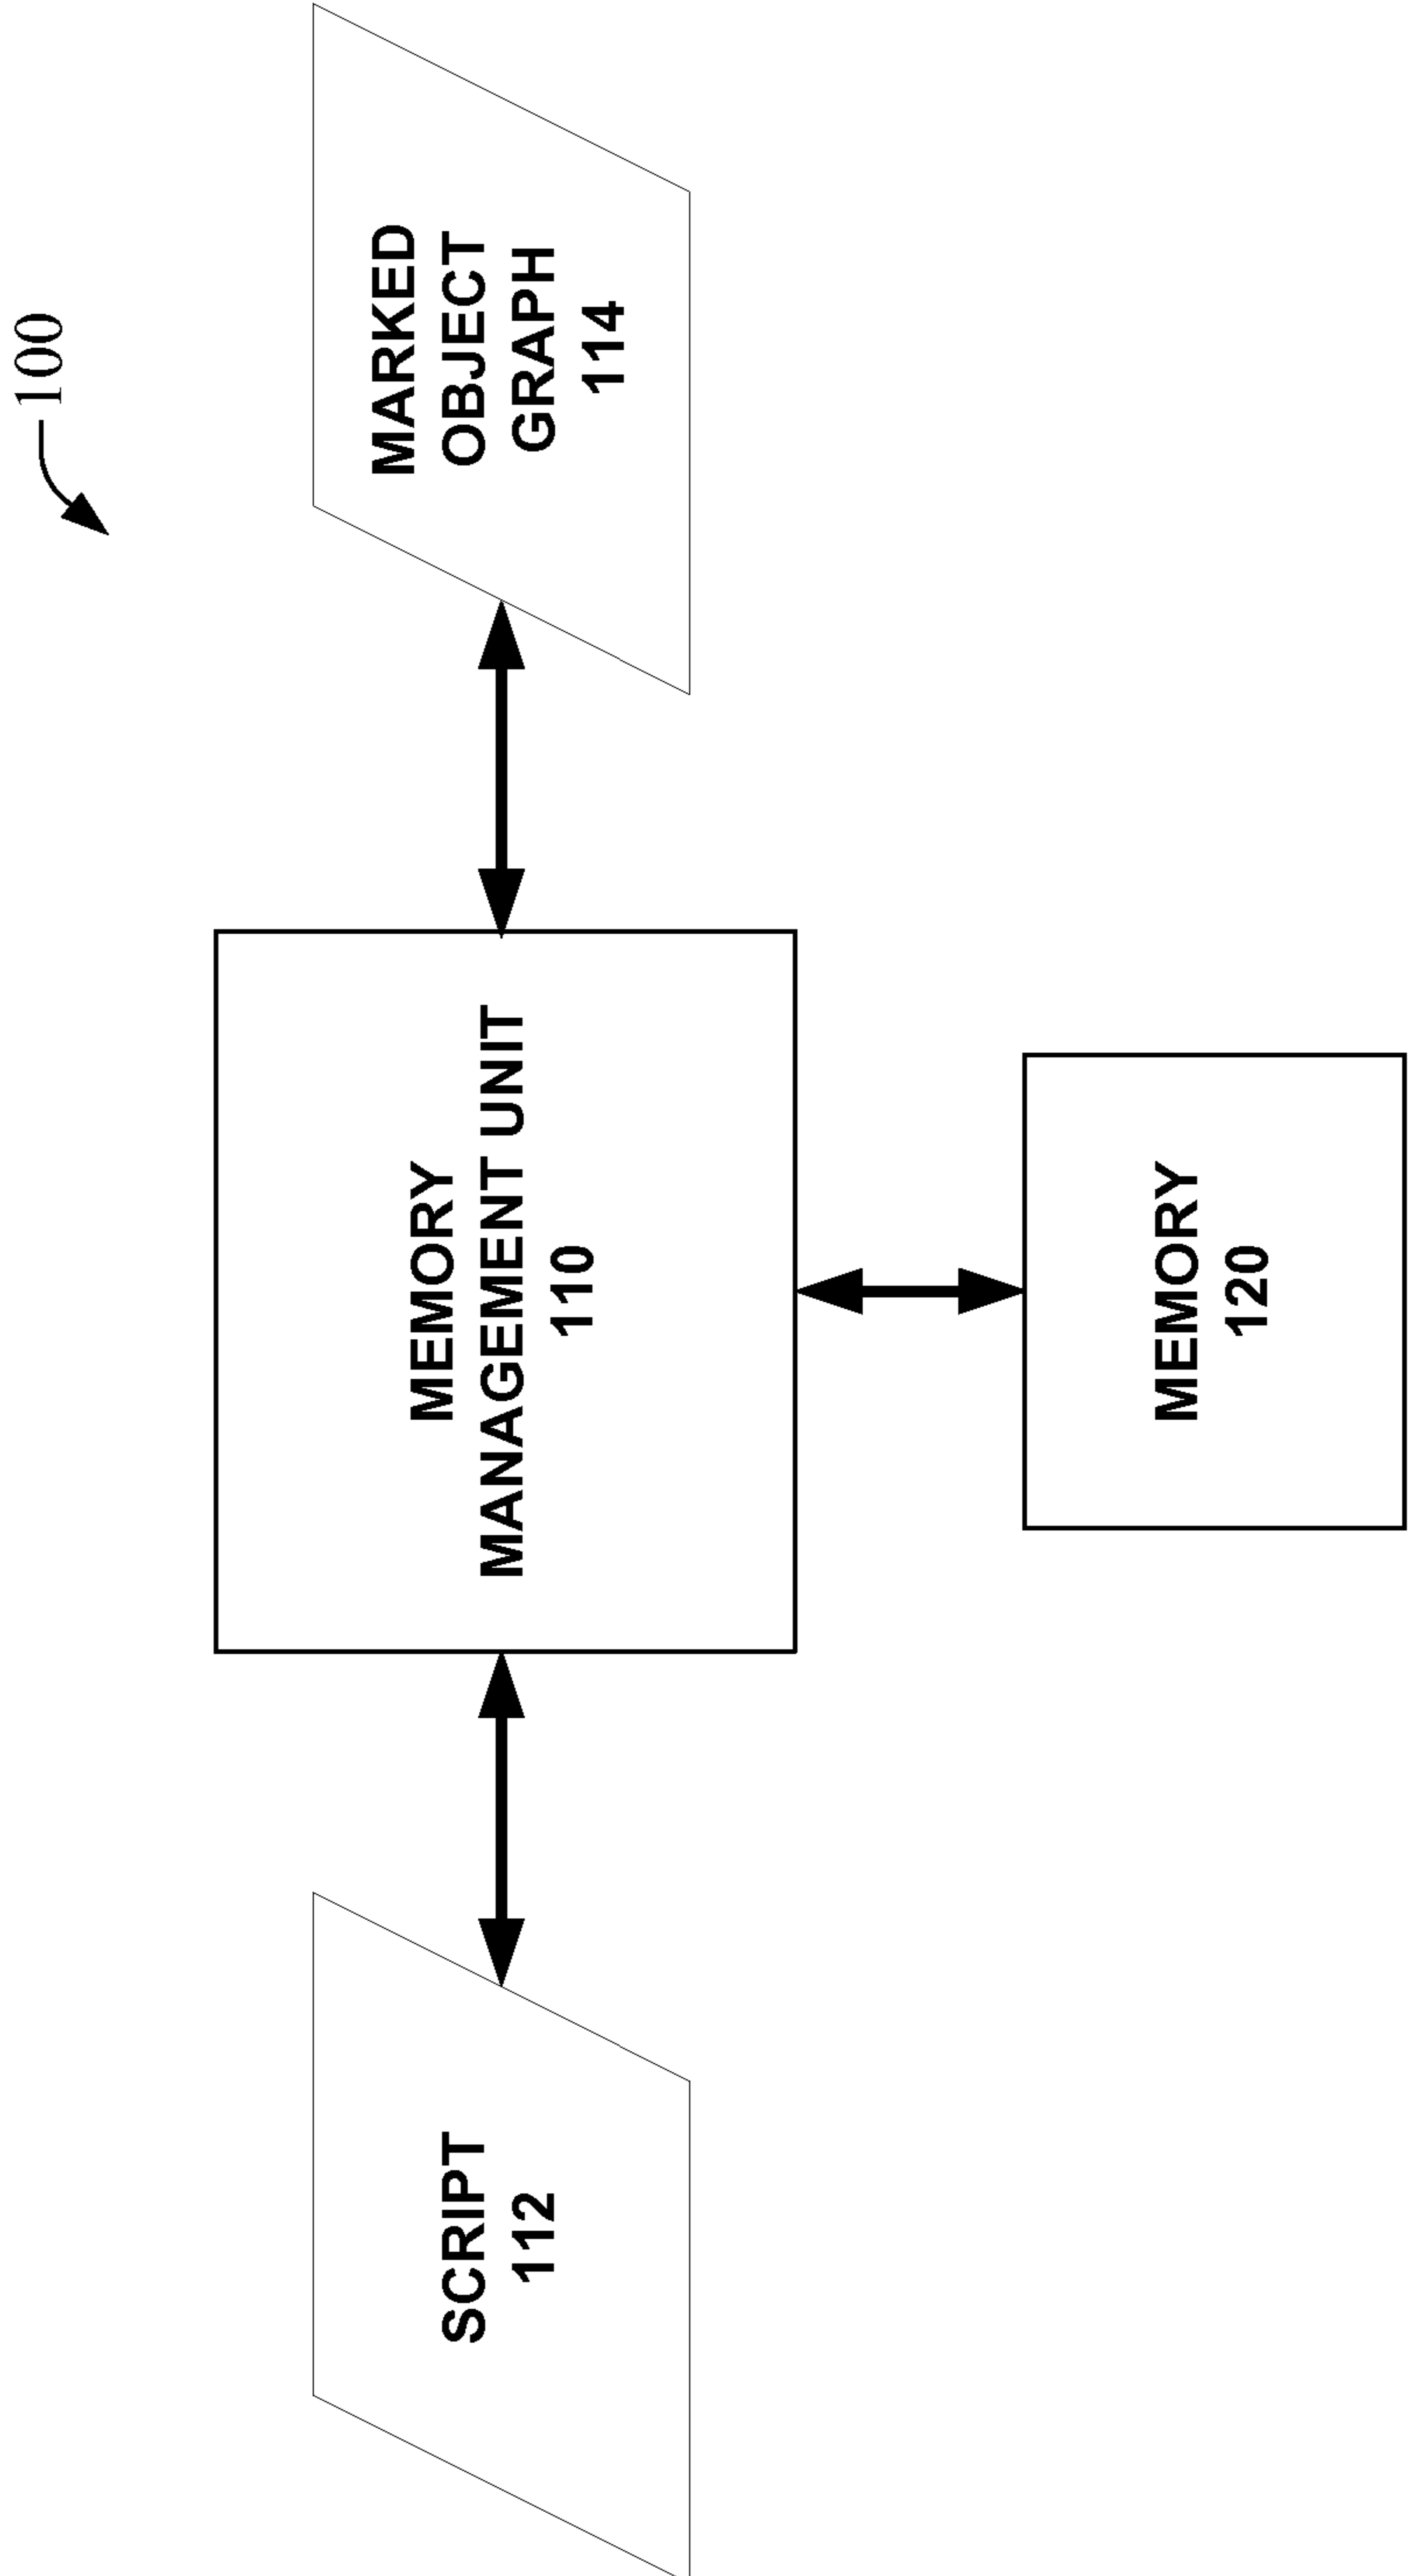 100
SCRIPT
112
MEMORY
MANAGEMENT UNIT
110
MARKED
OBJECT
GRAPH
114
MEMORY
120